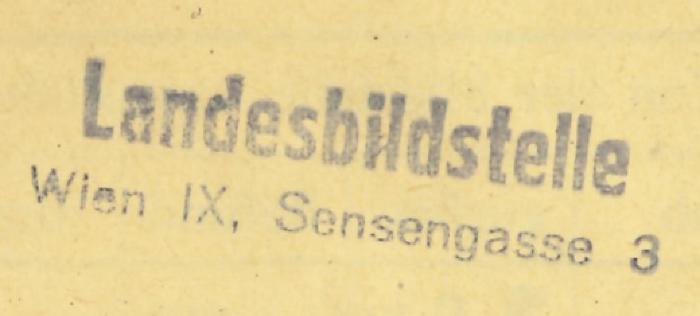 Landesbildstelle
Wien IX, Sensengasse 3